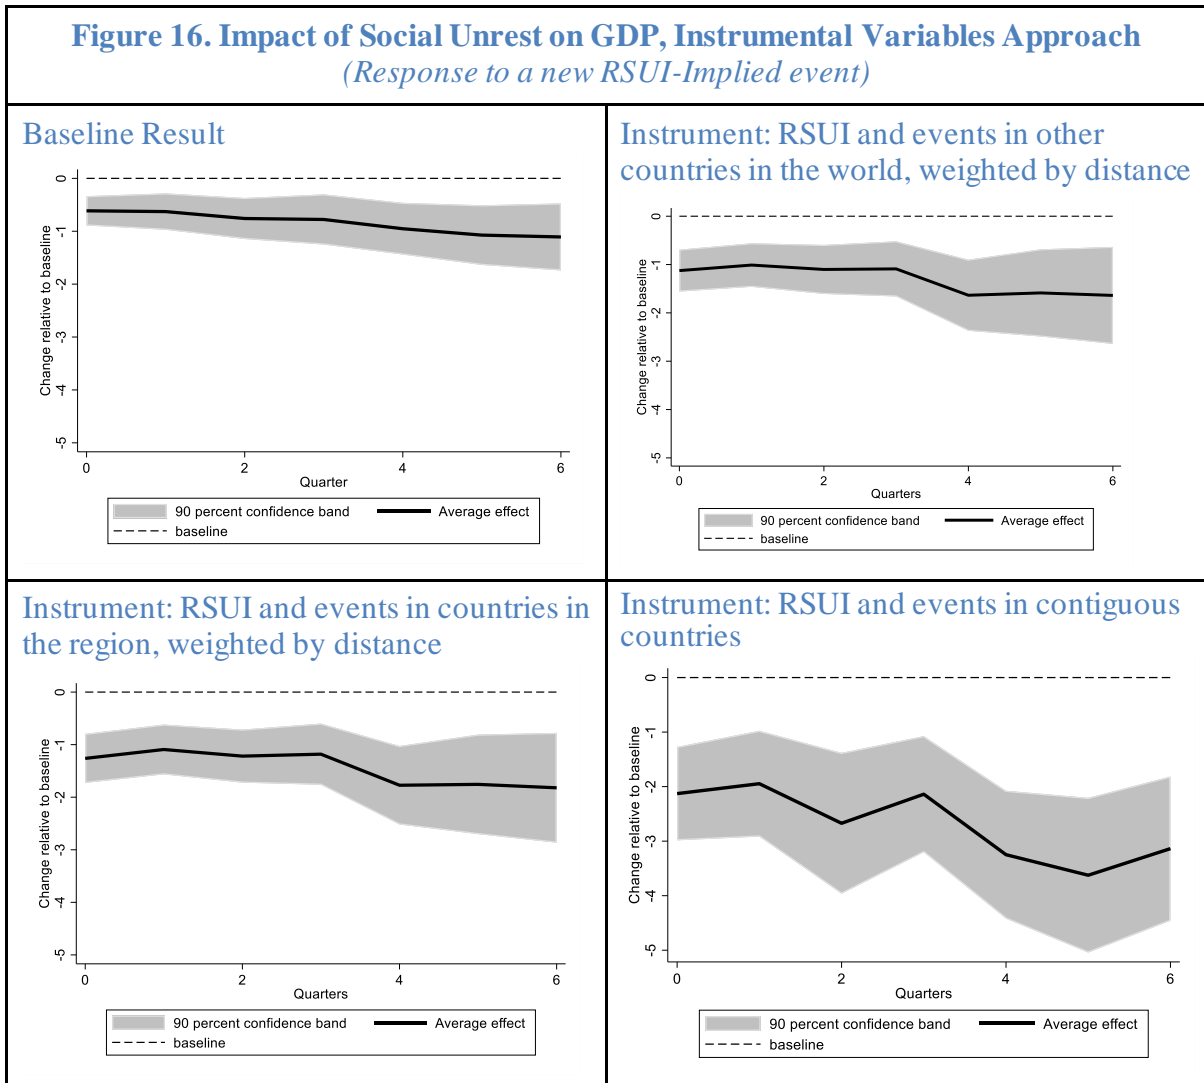 Figure 16. Impact of Social Unrest on GDP, Instrumental Variables Approach
(Response to a new RSUI-Implied event)
Baseline Result
Change relative to baseline
0
-1
-2
-3
-4
-5
0 2 4 6
Quarter
90 percent confidence band Average effect
baseline
Instrument: RSUI and events in other
countries in the world, weighted by distance
Change relative to baseline
0
-1
-2
-3
-4
-5
0 2 4 6
Quarters
90 percent confidence band Average effect
baseline
Instrument: RSUI and events in countries in
the region, weighted by distance
Change relative to baseline
0
-1
-2
-3
-4
-5
0 2 4 6
Quarters
90 percent confidence band Average effect
baseline
Instrument: RSUI and events in contiguous
countries
Change relative to baseline
0
-1
-2
-3
-4
-5
0 2 4 6
Quarters
90 percent confidence band Average effect
baseline